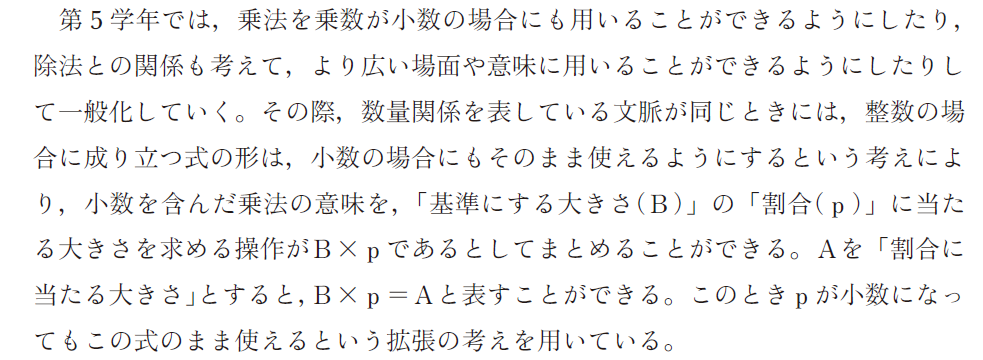 第５学年では，乗法を乗数が小数の場合にも用いることができるようにしたり，
除法との関係も考えて，より広い場面や意味に用いることができるようにしたりし
て一般化していく。その際，数量関係を表している文脈が同じときには，整数の場
合に成り立つ式の形は，小数の場合にもそのまま使えるようにするという考えによ
り，小数を含んだ乗法の意味を，「基準にする大きさ（Ｂ）」の「割合（ｐ）」に当た
る大きさを求める操作がＢ×ｐであるとしてまとめることができる。Ａを「割合に
当たる大きさ」とすると，Ｂ×ｐ＝Ａと表すことができる。このときｐが小数になっ
てもこの式のまま使えるという拡張の考えを用いている。